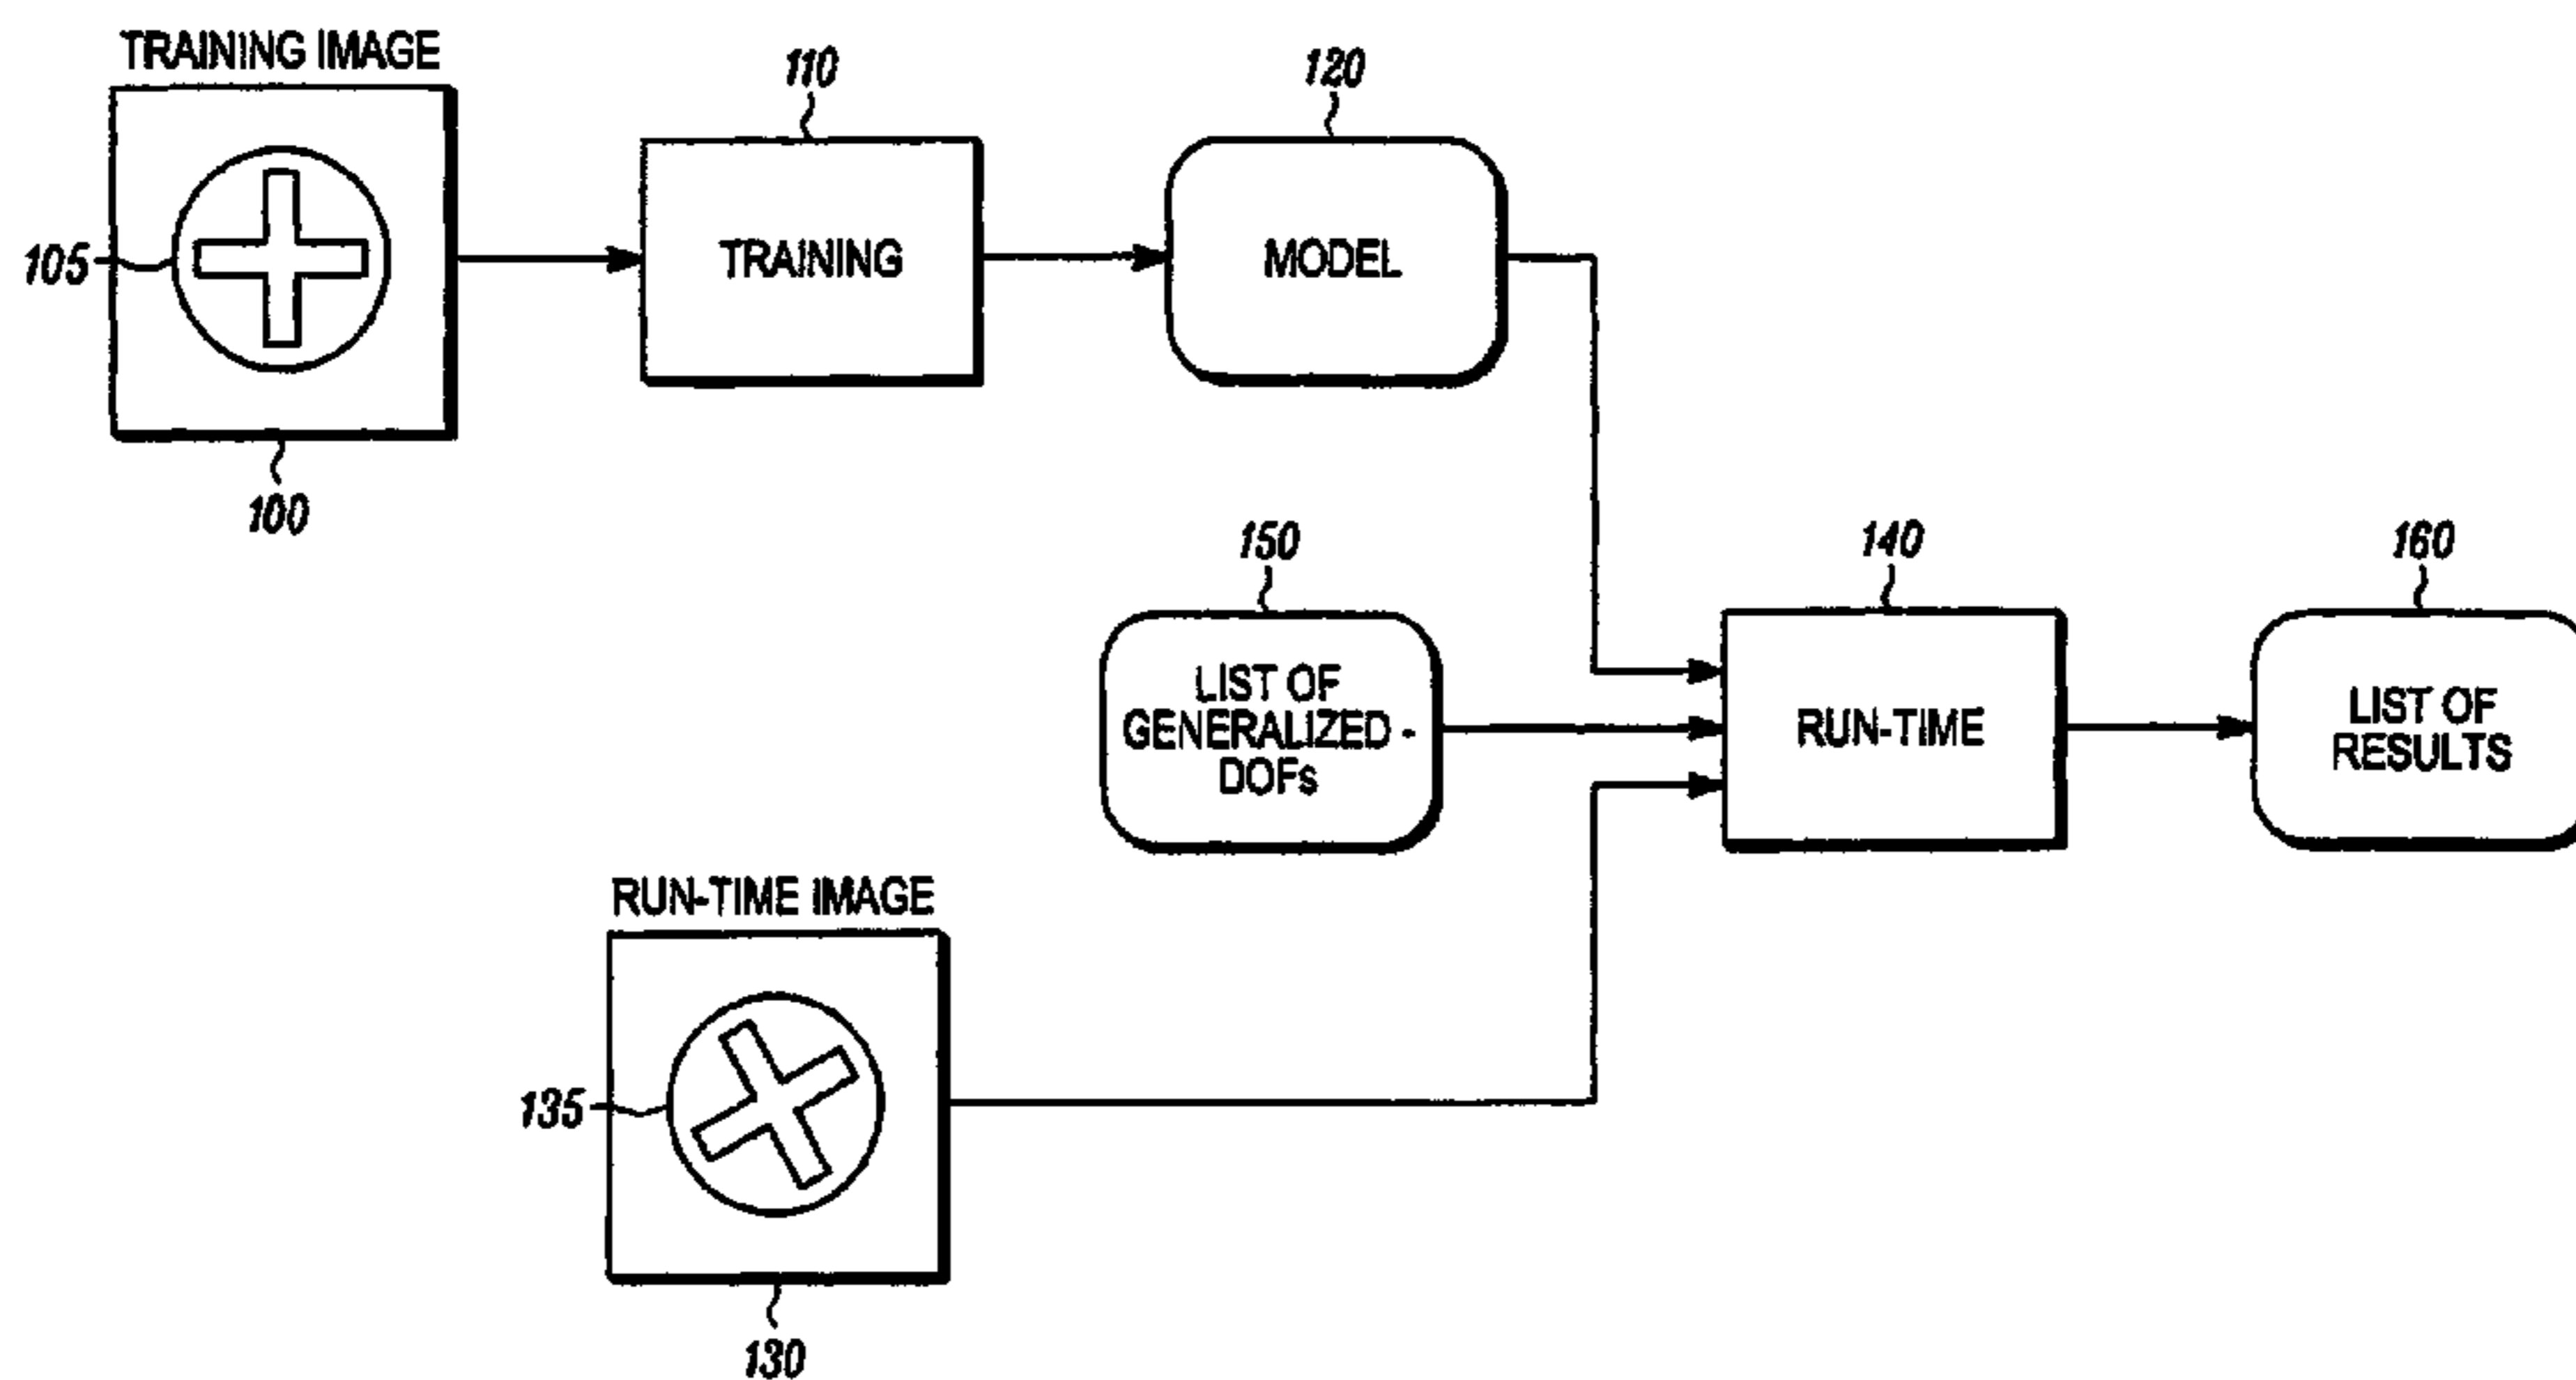 TRAINING IMAGE
110
120
TRAINING
MODEL
105
100
150
140
160
LIST OF
GENERALIZED -
DOFs
RUN-TIME
LIST OF
RESULTS
RUN-TIME IMAGE
135
130